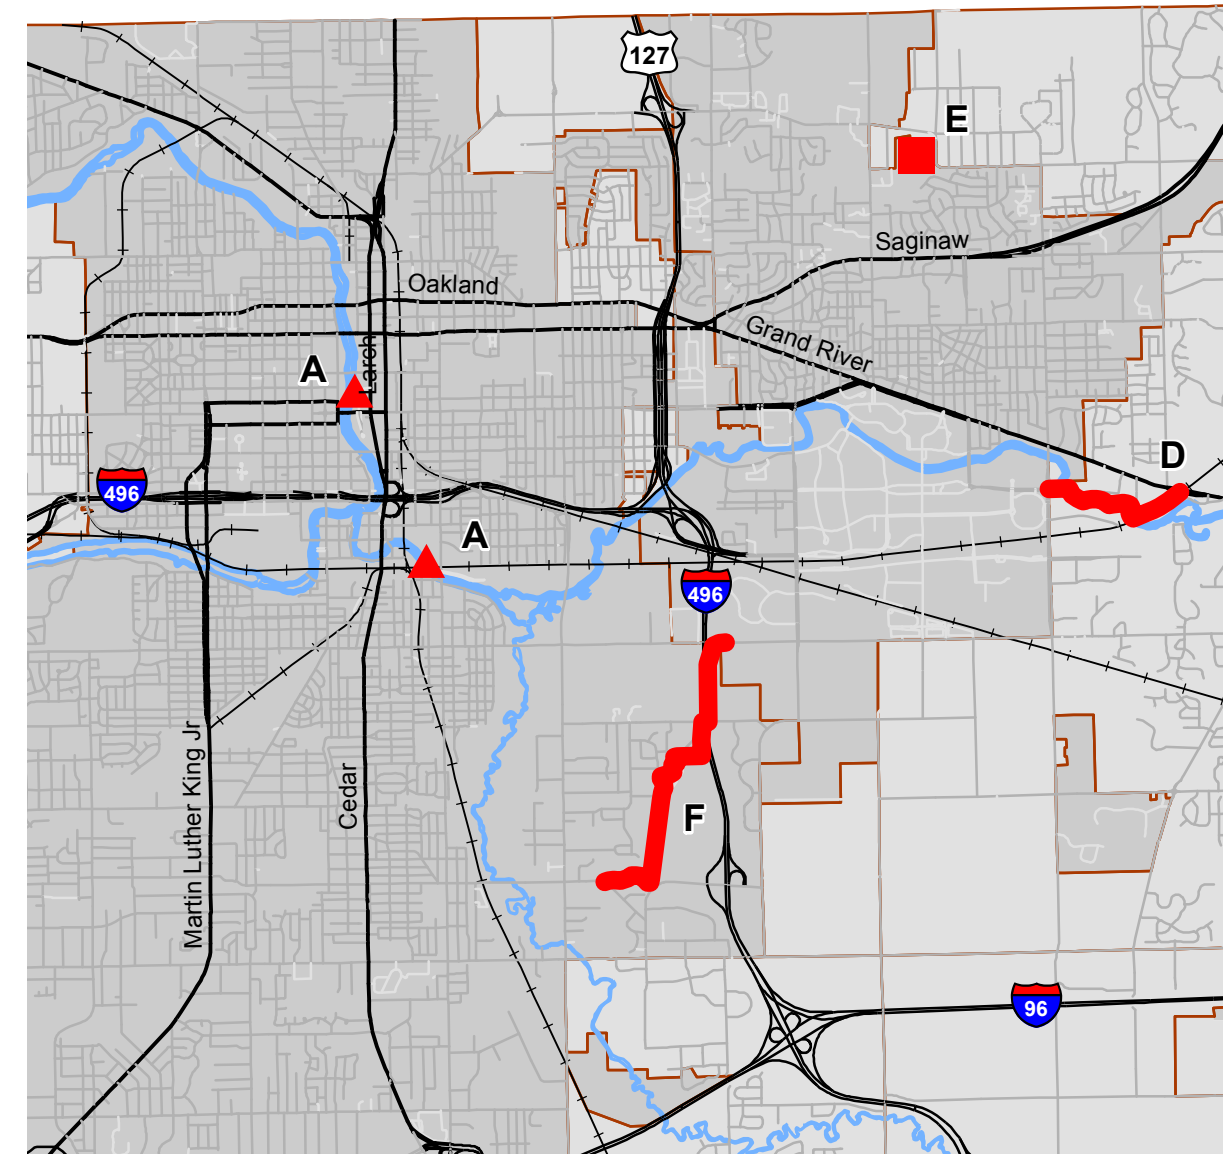 127
E
Saginaw
Oakland
Grand River
A
Larch
D
496
A
496
Martin Luther King Jr
Cedar
F
96